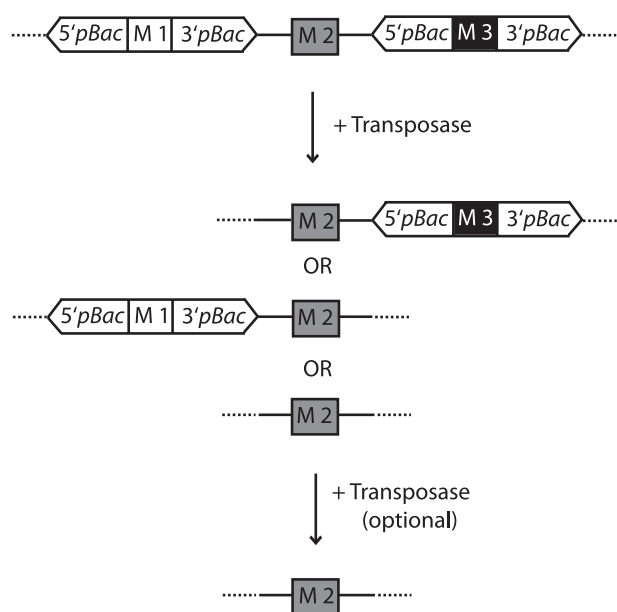 5‘pBac M 1 3‘pBac M 2 5‘pBac M 3 3‘pBac
+ Transposase
M 2 5‘pBac M 3 3‘pBac
OR
5‘pBac M 1 3‘pBac M 2
OR
M 2
+ Transposase
(optional)
M 2